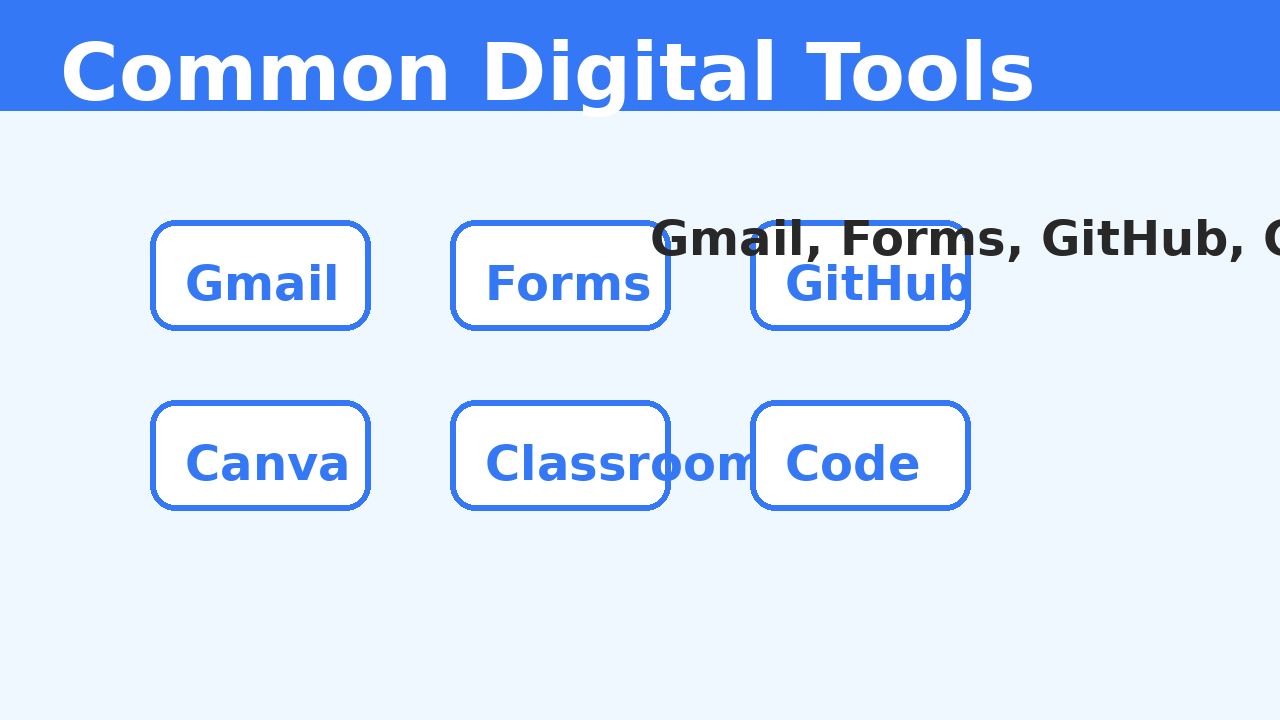 Common Digital Tools
Gmail, Forms, GitHub,
Gmail
Forms
GitHub
Canva
Classroom
Code